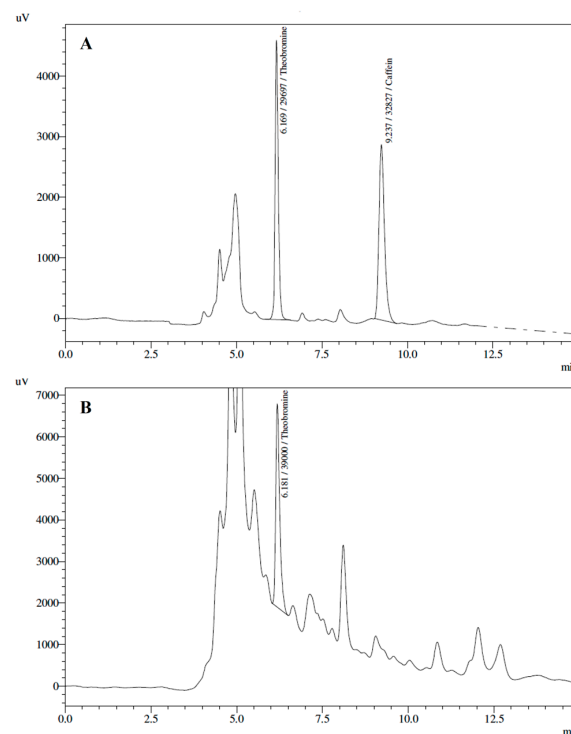 uV
A
4000
3000
2000
1000
0
6.169 / 29697 / Theobromine
9.237 / 32827 / Caffein
0.0 2.5 5.0 7.5 10.0 12.5
mi
uV
B
7000
6000
5000
4000
3000
2000
1000
0
6.181 / 39000 / Theobromine
0.0 2.5 5.0 7.5 10.0 12.5
m